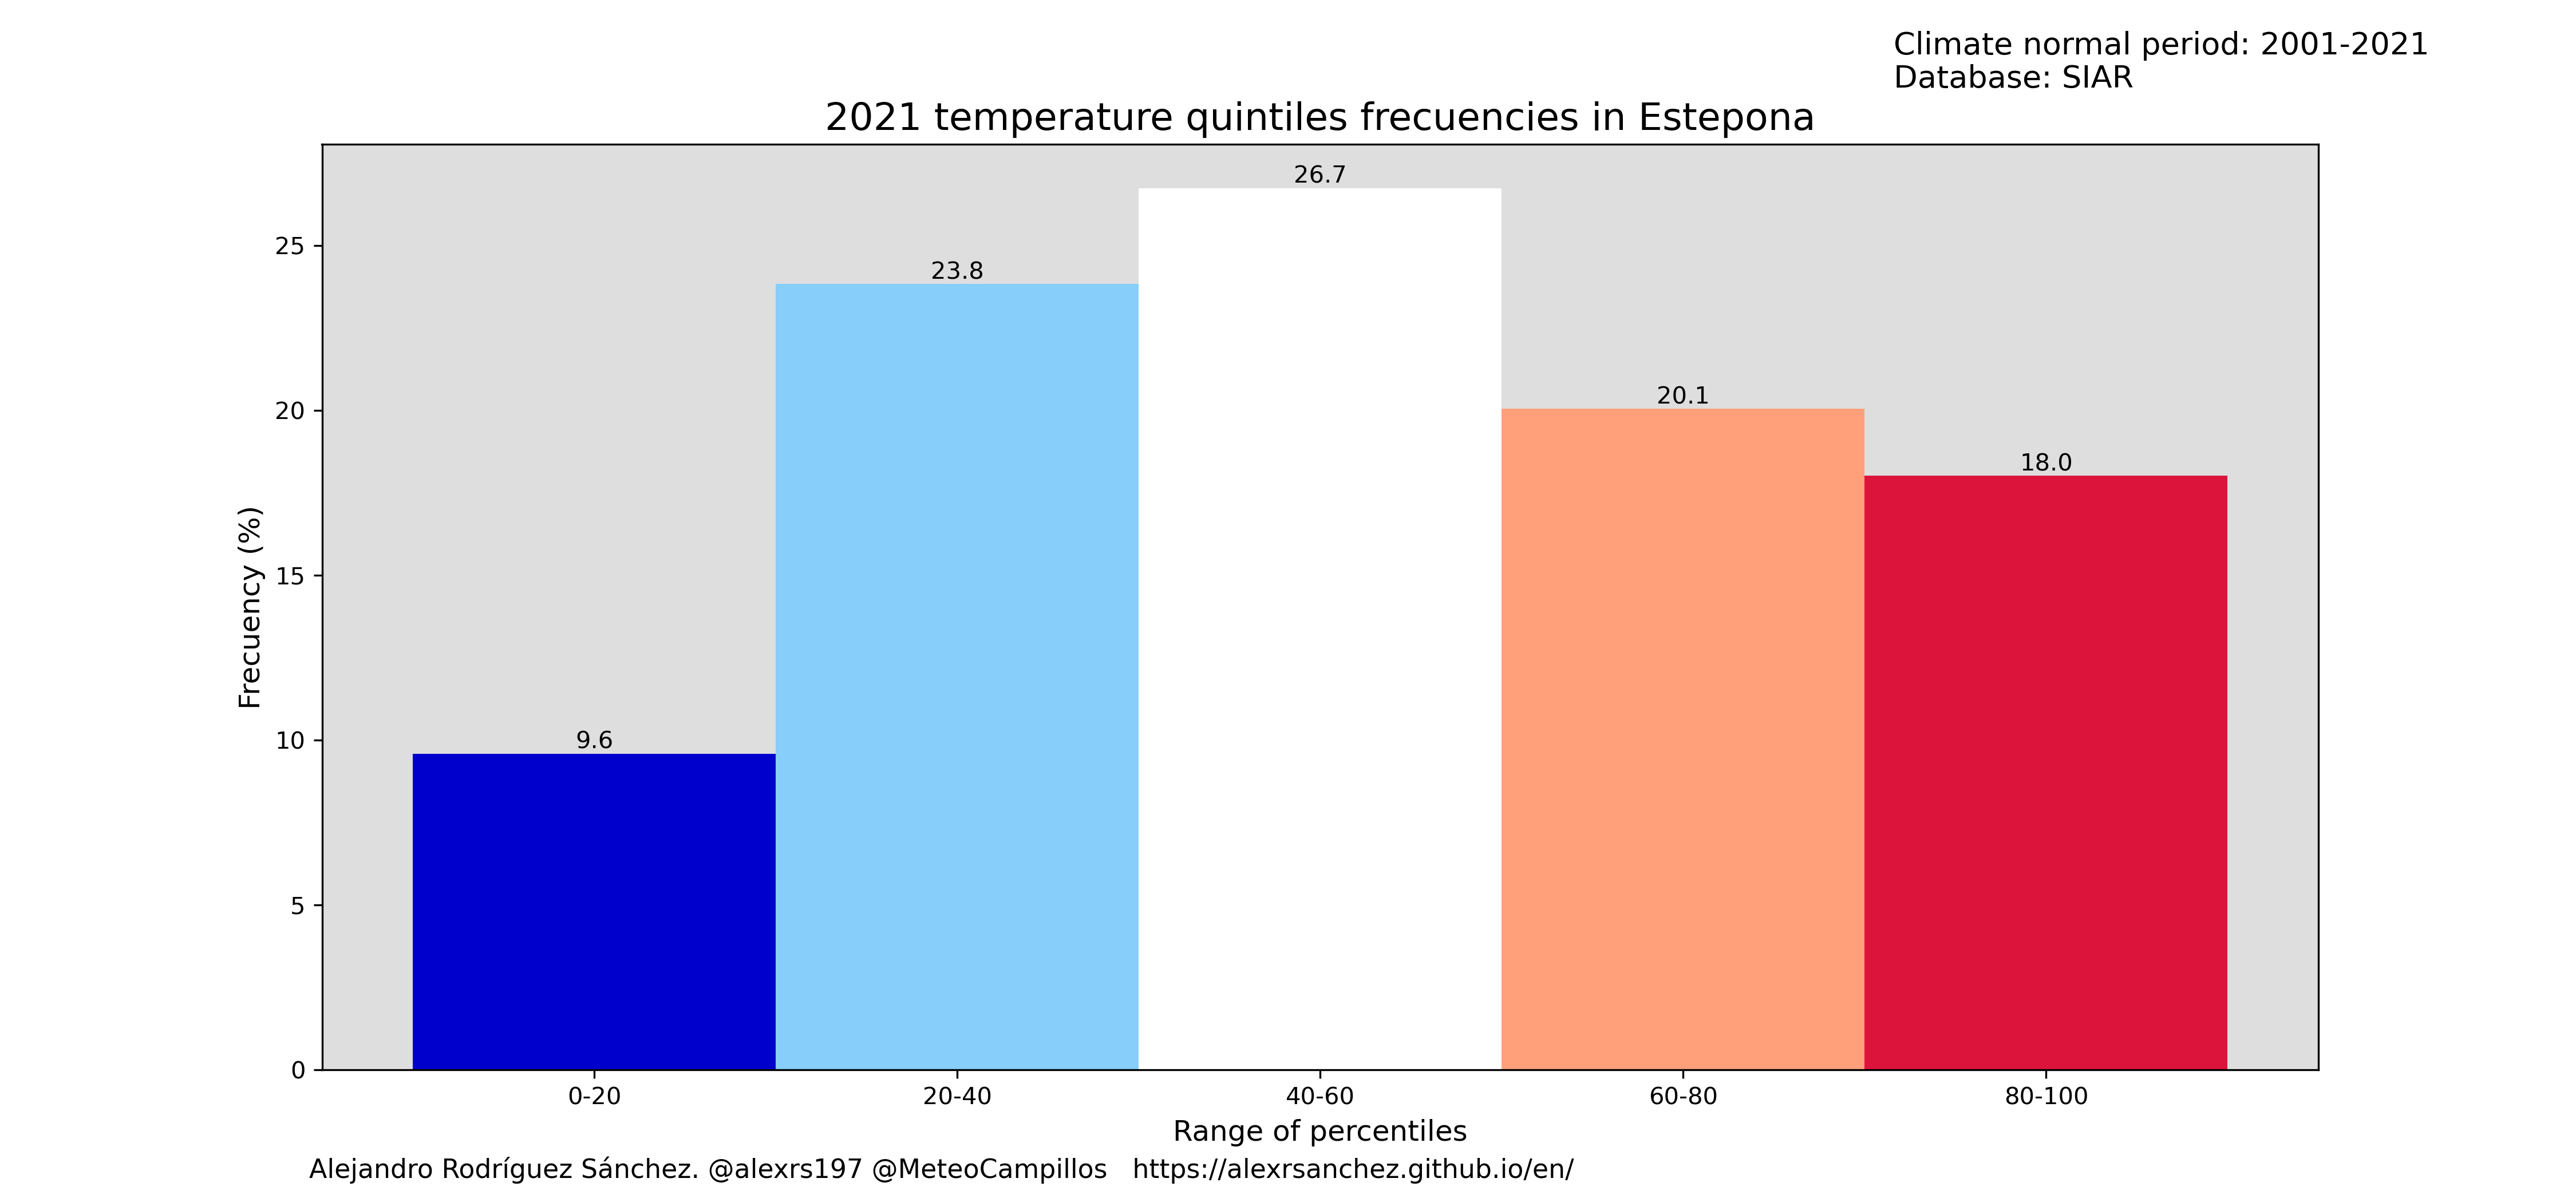 Climate normal period: 2001-2021
Database: SIAR
2021 temperature quintiles frecuencies in Estepona
26.7
25
23.8
20
20.1
18.0
Frecuency (%)
15
10
9.6
5
0
0-20 20-40 40-60 60-80 80-100
Range of percentiles
Alejandro Rodríguez Sánchez. @alexrs197 @MeteoCampillos https://alexrsanchez.github.io/en/